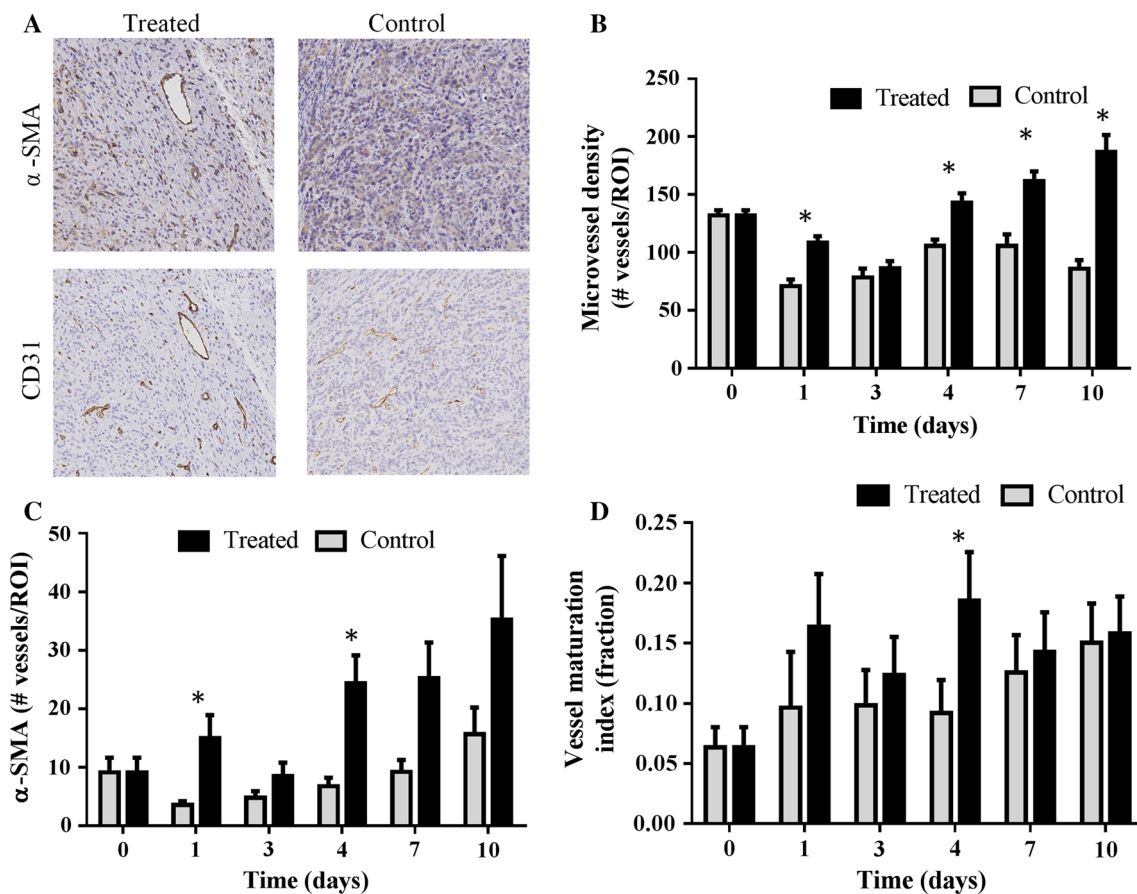 A
Treated
Control
α-SMA
CD31
B
Treated
Control
Microvessel density
(# vessels/ROI)
250
200
150
100
50
0
*
*
*
*
0 1 3 4 7 10
Time (days)
C
Treated
Control
α-SMA (# vessels/ROI)
50
40
30
20
10
0
*
*
0 1 3 4 7 10
Time (days)
D
Treated
Control
Vessel maturation
index (fraction)
0.25
0.20
0.15
0.10
0.05
0.00
*
0 1 3 4 7 10
Time (days)